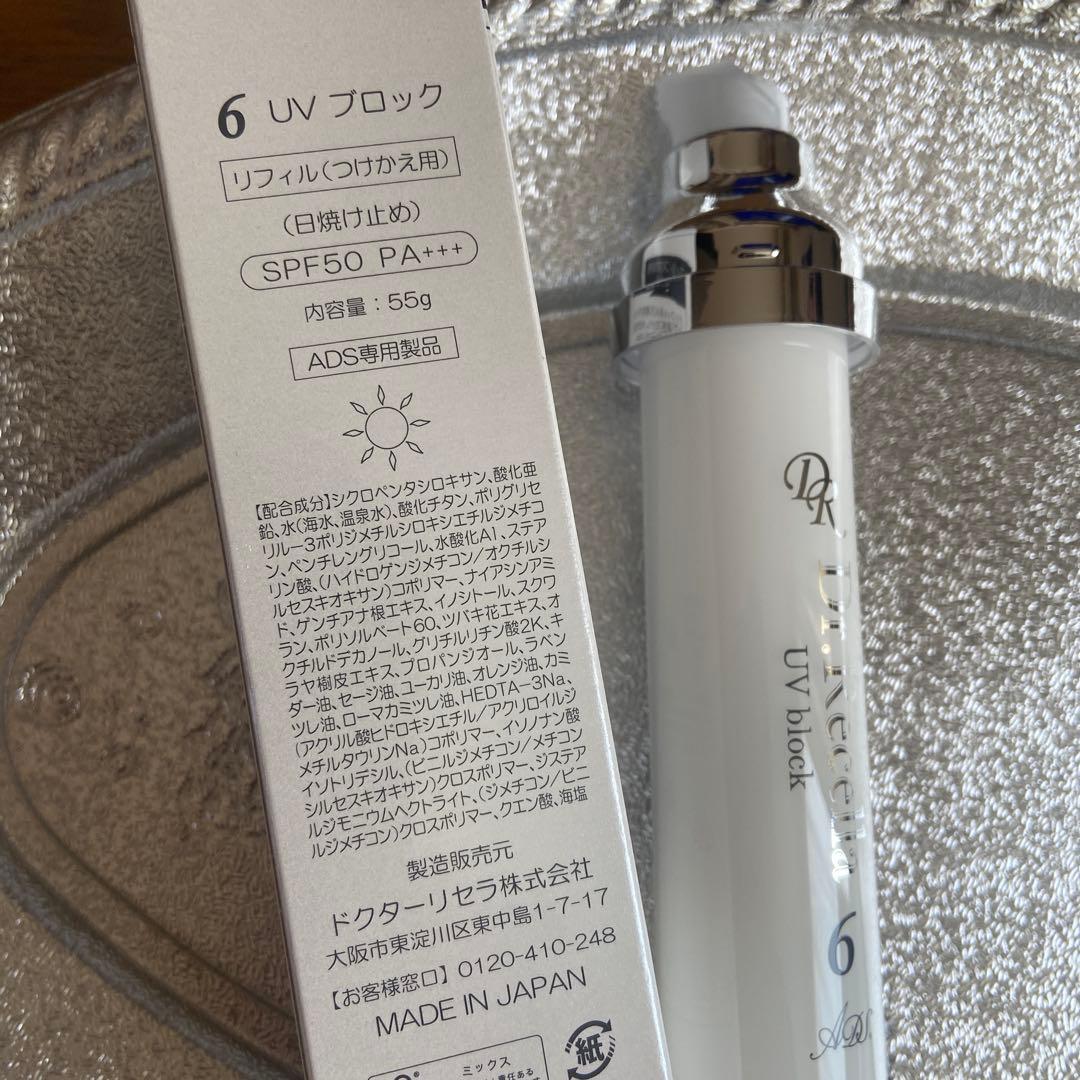 6 UV ブロック
リフィル(つけかえ用)
(日焼け止め)
SPF50 PA+++
内容量：55g
ADS専用製品
【配合成分】シクロペンタシロキサン、酸化亜
鉛、水(海水、温泉水)、酸化チタン、ポリグリセ
リル－3ポリジメチルシロキシエチルジメチコ
ン、ペンチレングリコール、水酸化Al、ステア
リン酸、(ハイドロゲンジメチコン/オクチルシ
ルセスキオキサン)コポリマー、ナイアシンアミ
ド、ゲンチアナ根エキス、イノシトール、スクワ
ラン、ポリソルベート60、ツバキ花エキス、オ
クチルドデカノール、グリチルリチン酸2K、キ
ラヤ樹皮エキス、プロパンジオール、ラベン
ダー油、セージ油、ユーカリ油、オレンジ油、カミ
ツレ油、ローマカミツレ油、HEDTA-3Na、
(アクリル酸ヒドロキシエチル/アクリロイルジ
メチルタウリンNa)コポリマー、イソノナン酸
イソトリデシル、(ビニルジメチコン/メチコン
シルセスキオキサン)クロスポリマー、ジステア
ルジモニウムヘクトライト、(ジメチコン/ビニ
ルジメチコン)クロスポリマー、クエン酸、海塩
製造販売元
ドクターリセラ株式会社
大阪市東淀川区東中島1-7-17
【お客様窓口】0120-410-248
MADE IN JAPAN
ミックス
責任ある
紙
DR
Dr.Recella
UV block
6
ADS.